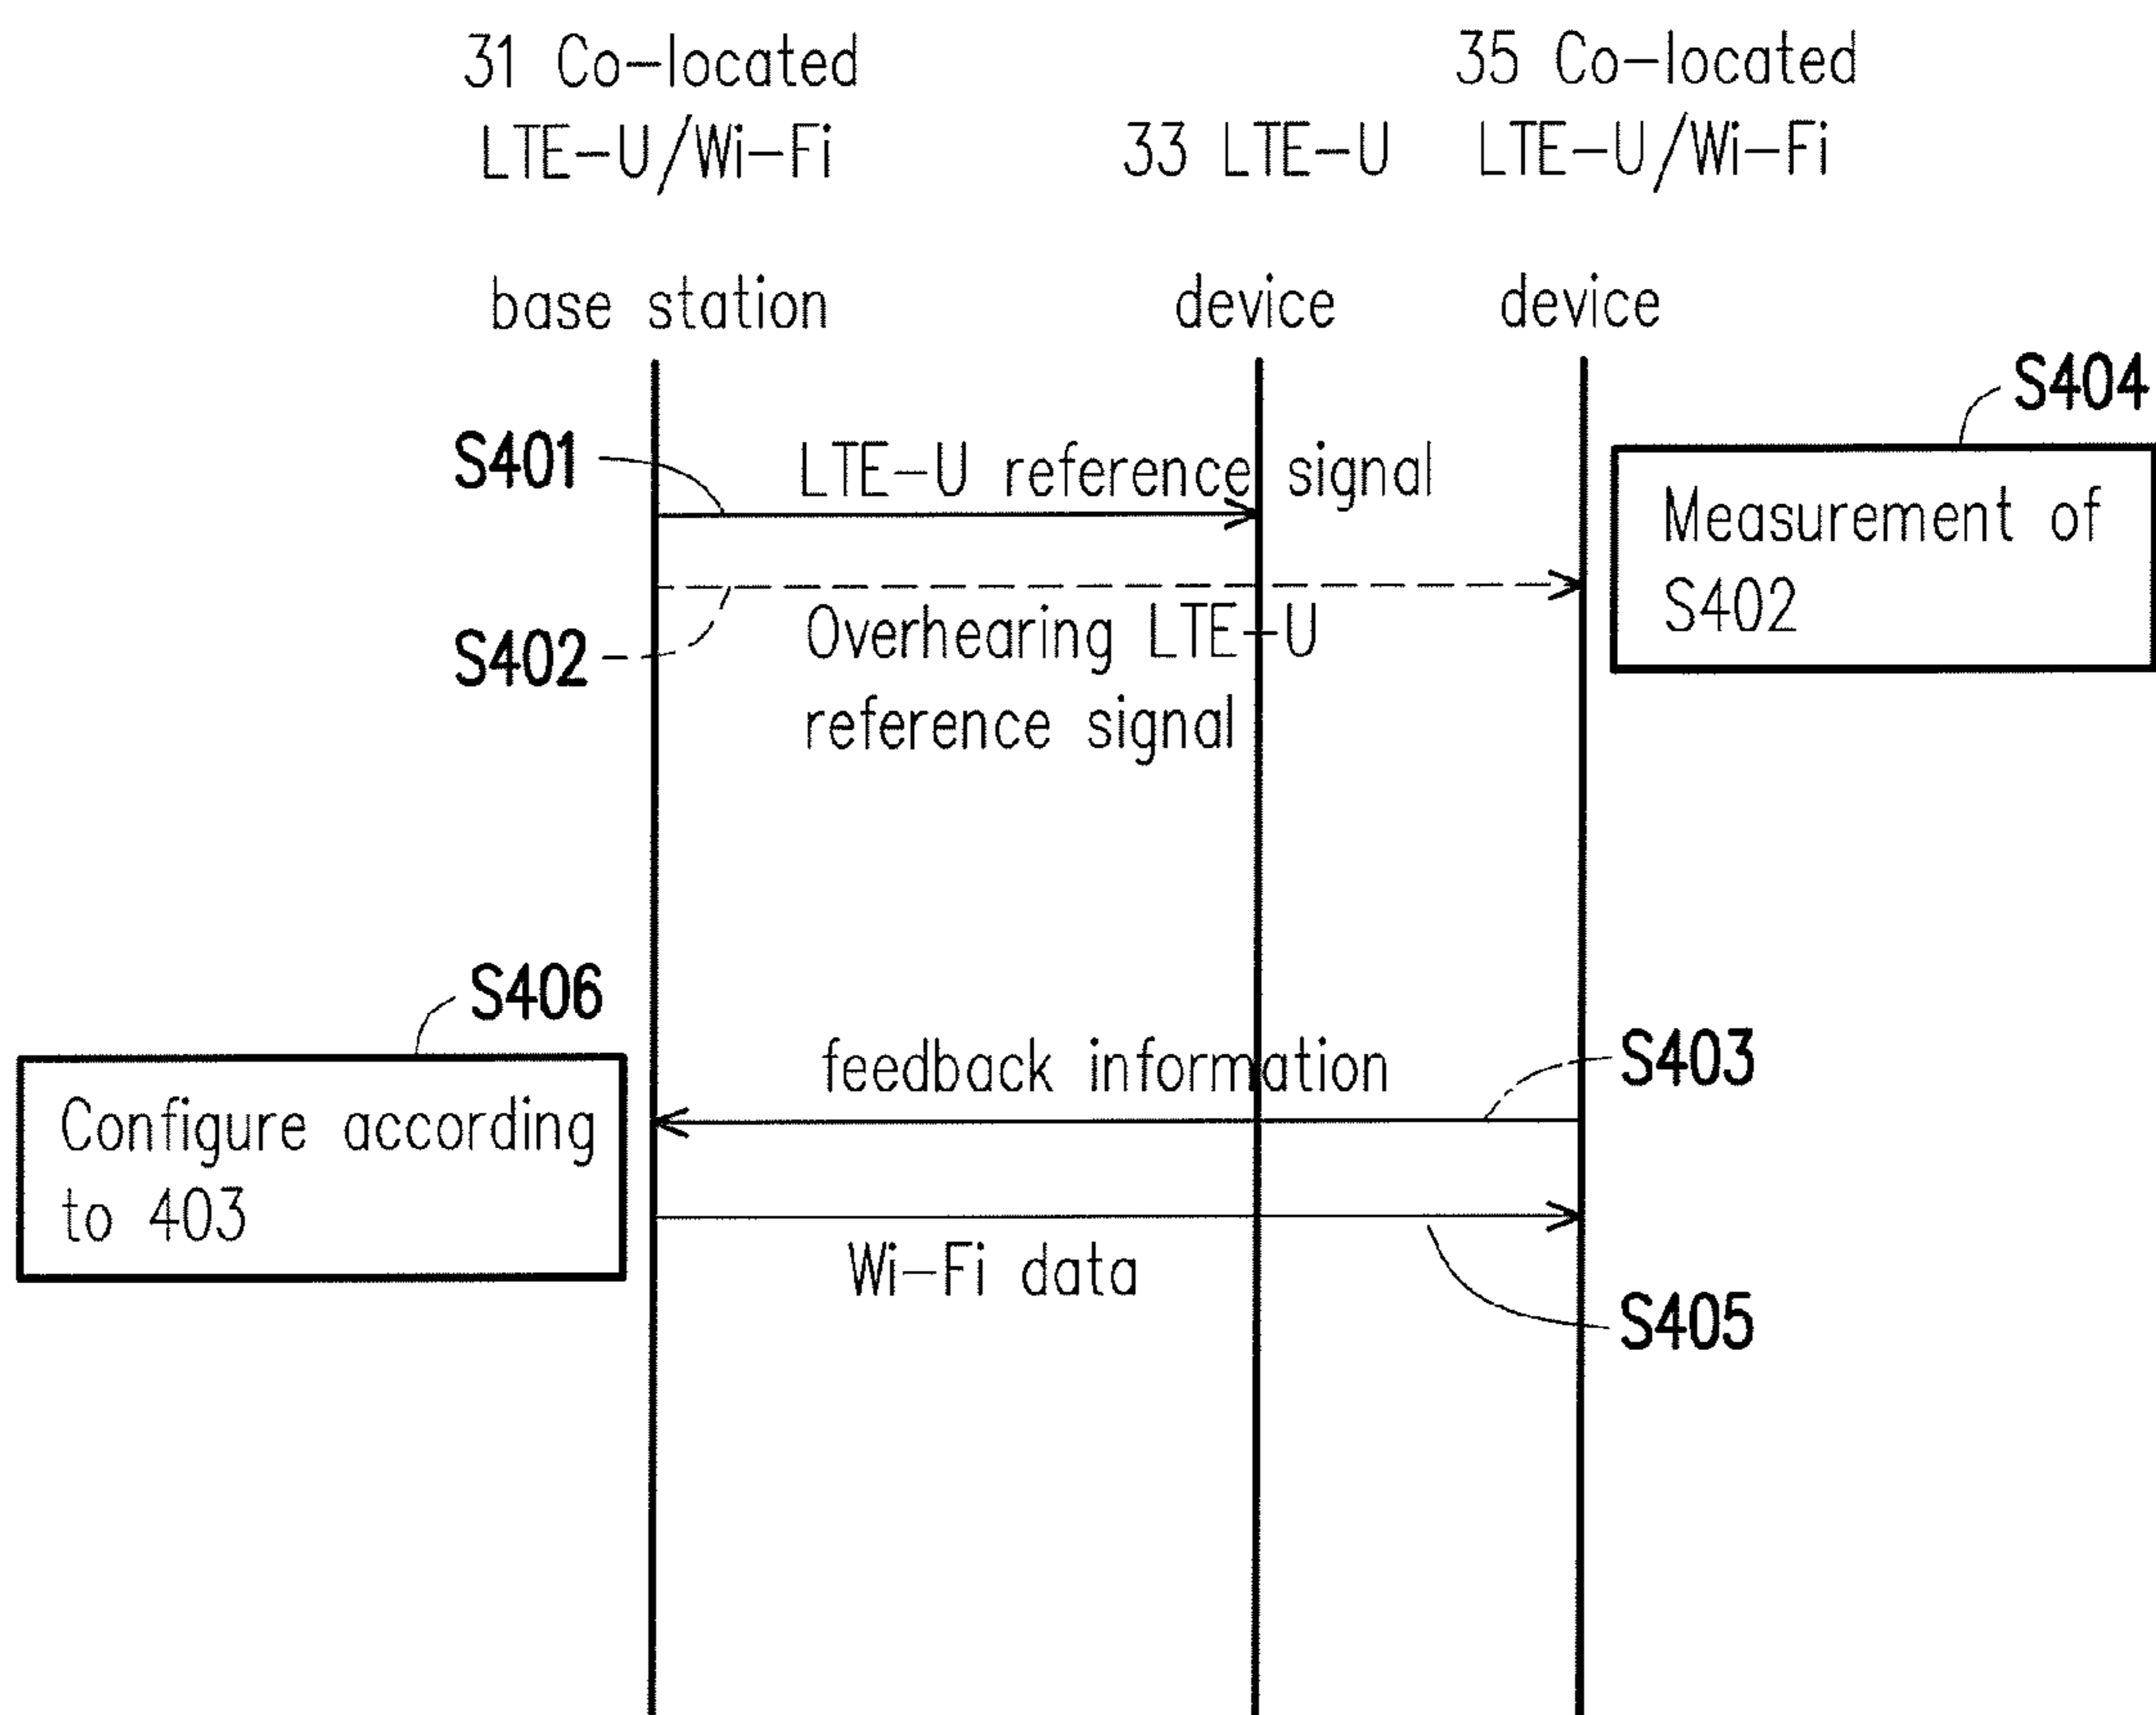 31 Co-located
LTE-U/Wi-Fi
base station
33 LTE-U
device
35 Co-located
LTE-U/Wi-Fi
device
S404
Measurement of
S402
S401
LTE-U reference signal
S402
Overhearing LTE-U
reference signal
S406
Configure according
to 403
feedback information
S403
Wi-Fi data
S405